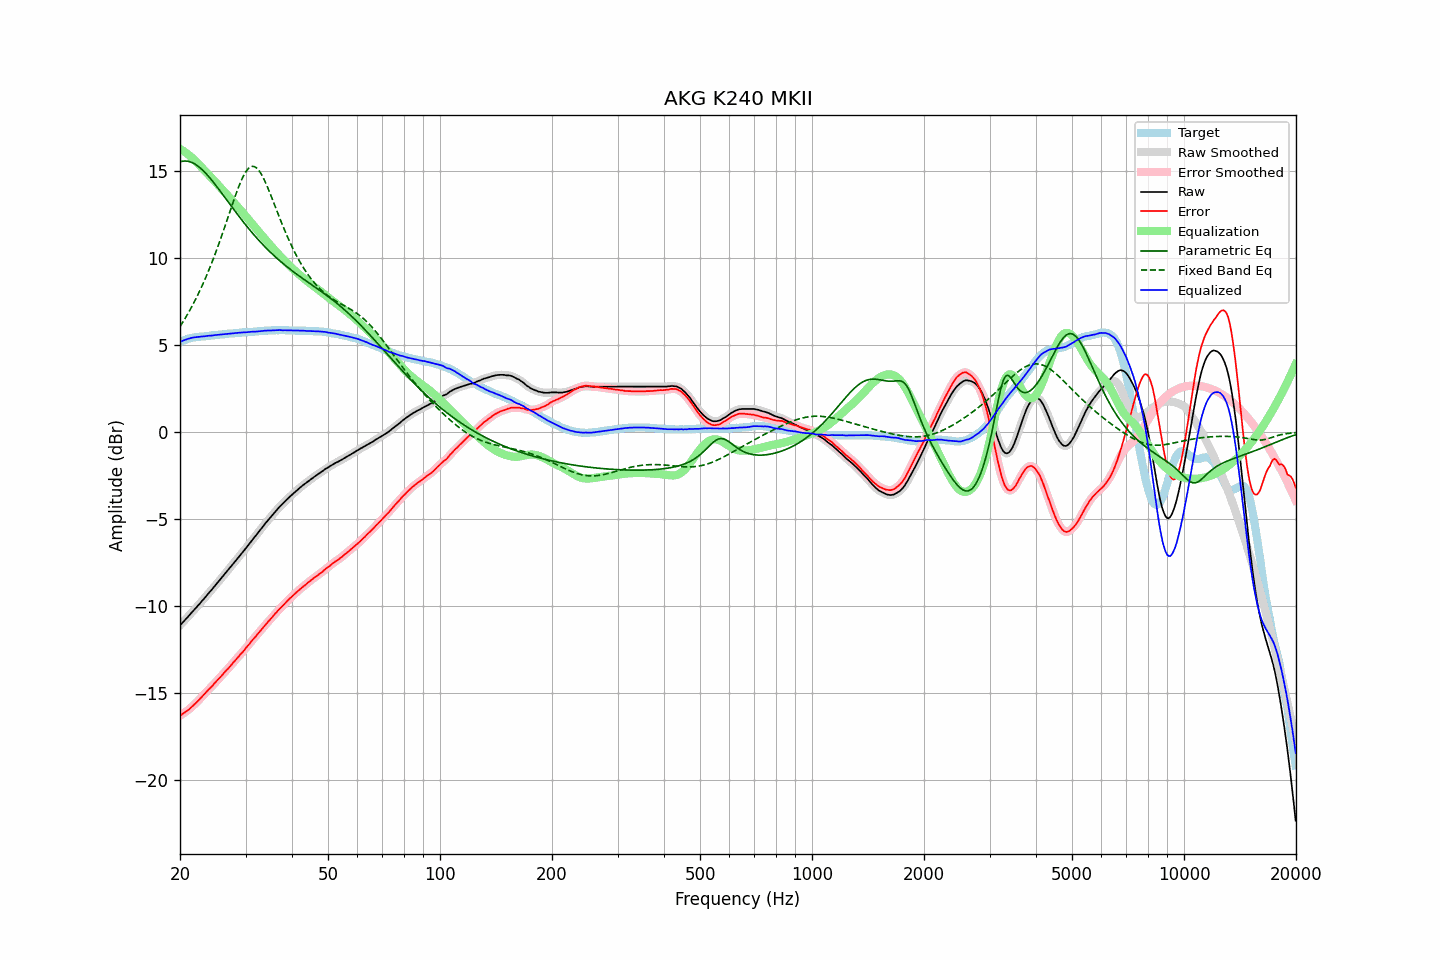 AKG K240 MKII
Target
Raw Smoothed
Error Smoothed
Raw
Error
Equalization
Parametric Eq
Fixed Band Eq
Equalized
Amplitude (dBr)
15
10
5
0
−5
−10
−15
−20
20 50 100 200 500 1000 2000 5000 10000 20000
Frequency (Hz)